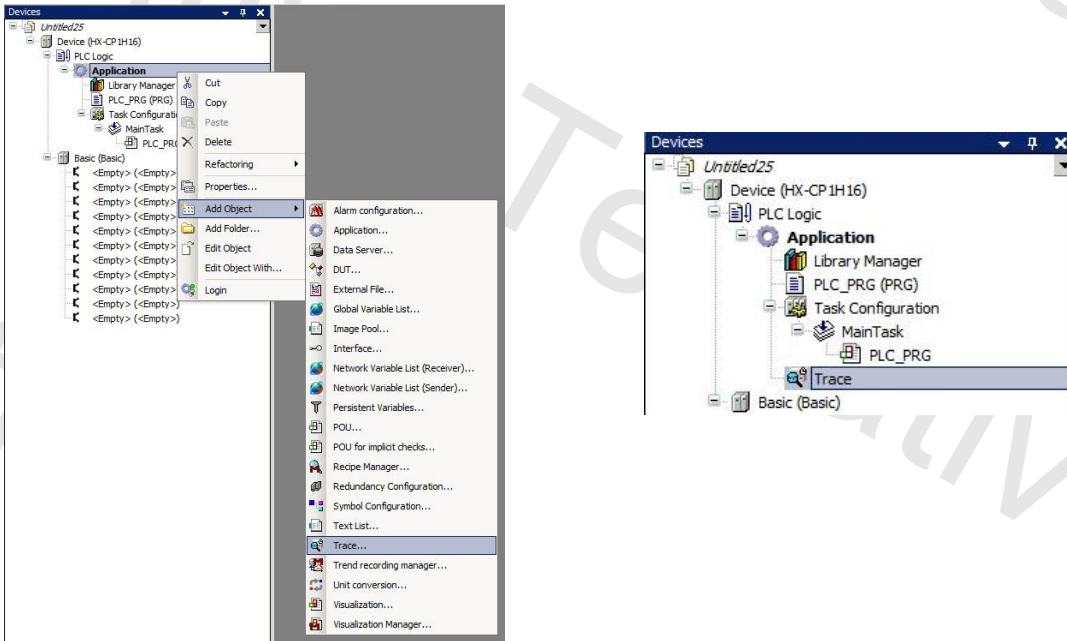 Devices
Untitled25
Device (HX-CP1H16)
PLC Logic
Application
Library Manager
PLC_PRG (PRG)
Task Configurati
MainTask
PLC_PR
Basic (Basic)
<Empty> (<Empty>
<Empty> (<Empty>
<Empty> (<Empty>
<Empty> (<Empty>
<Empty> (<Empty>
<Empty> (<Empty>
<Empty> (<Empty>
<Empty> (<Empty>
<Empty> (<Empty>)
<Empty> (<Empty>)
Cut
Copy
Paste
Delete
Refactoring
Properties...
Add Object
Add Folder...
Edit Object
Edit Object With...
Login
Alarm configuration...
Application...
Data Server...
DUT...
External File...
Global Variable List...
Image Pool...
Interface...
Network Variable List (Receiver)...
Network Variable List (Sender)...
Persistent Variables...
POU...
POU for implicit checks...
Recipe Manager...
Redundancy Configuration...
Symbol Configuration...
Text List...
Trace...
Trend recording manager...
Unit conversion...
Visualization...
Visualization Manager...
Devices
Untitled25
Device (HX-CP1H16)
PLC Logic
Application
Library Manager
PLC_PRG (PRG)
Task Configuration
MainTask
PLC_PRG
Trace
Basic (Basic)